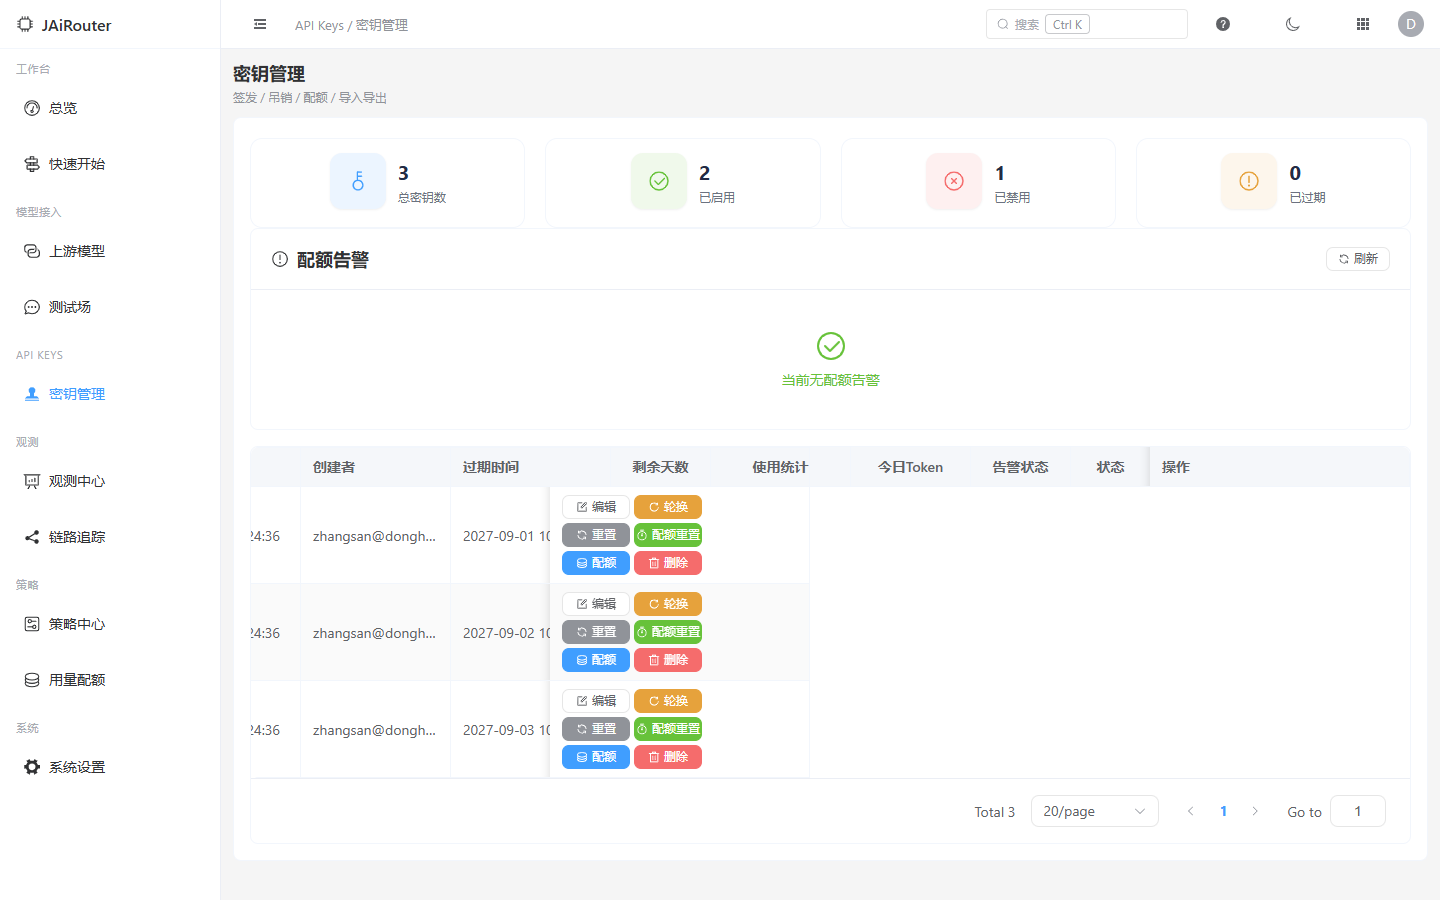 JAiRouter
API Keys / 密钥管理
搜索 Ctrl K
D
工作台
总览
快速开始
模型接入
上游模型
测试场
API KEYS
密钥管理
观测
观测中心
链路追踪
策略
策略中心
用量配额
系统
系统设置
密钥管理
签发 / 吊销 / 配额 / 导入导出
3
总密钥数
2
已启用
1
已禁用
0
已过期
配额告警
刷新
当前无配额告警
创建者 过期时间 剩余天数 使用统计 今日Token 告警状态 状态 操作
24:36 zhangsan@dongh... 2027-09-01 10
编辑 轮换
重置 配额重置
配额 删除
24:36 zhangsan@dongh... 2027-09-02 10
编辑 轮换
重置 配额重置
配额 删除
24:36 zhangsan@dongh... 2027-09-03 10
编辑 轮换
重置 配额重置
配额 删除
Total 3 20/page 1 Go to 1